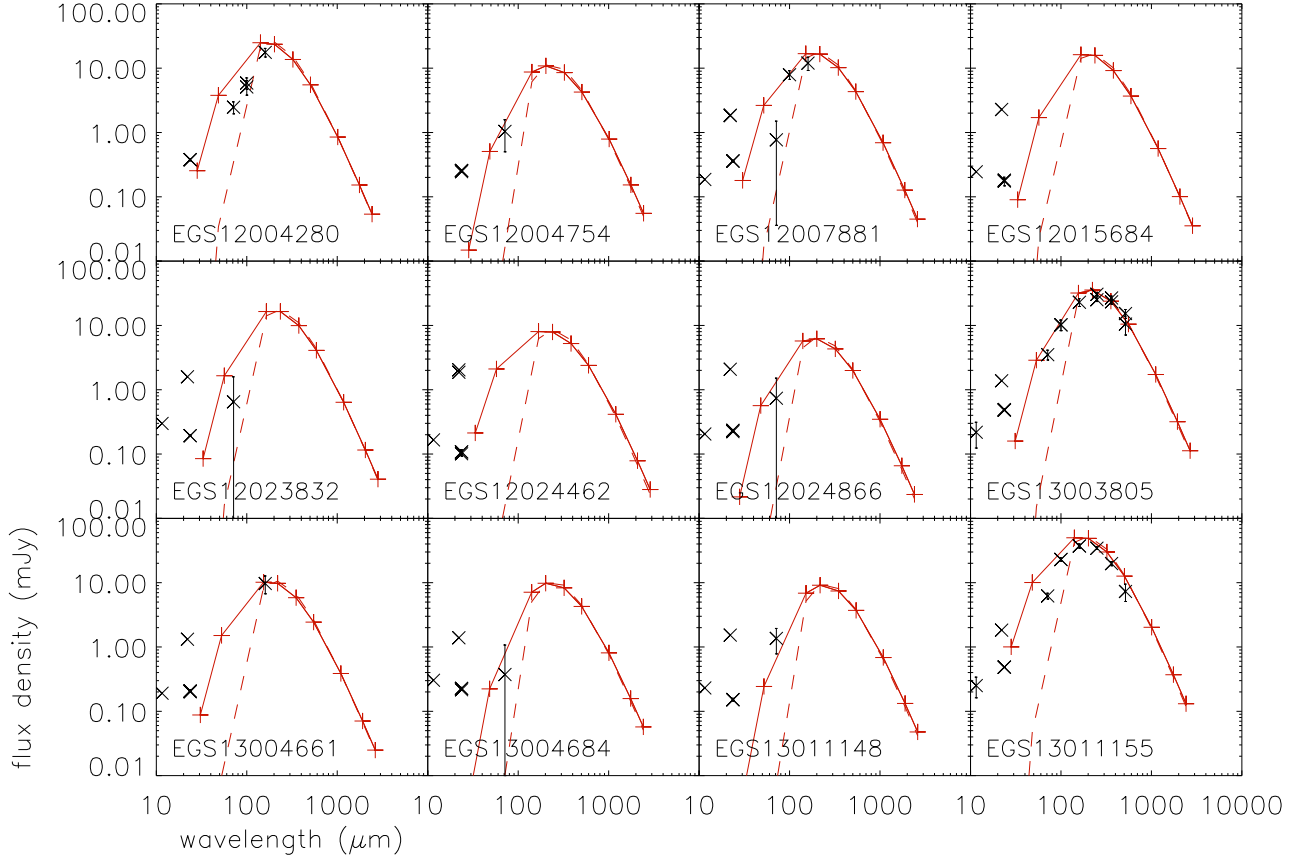 100.00
10.00
1.00
0.10
0.01
EGS12004280 EGS12004754 EGS12007881 EGS12015684
100.00
10.00
1.00
0.10
0.01
EGS12023832 EGS12024462 EGS12024866 EGS13003805
100.00
10.00
1.00
0.10
0.01
EGS13004661 EGS13004684 EGS13011148 EGS13011155
flux density (mJy)
10 100 1000 10 100 1000 10 100 1000 10 100 1000 10000
wavelength (μm)